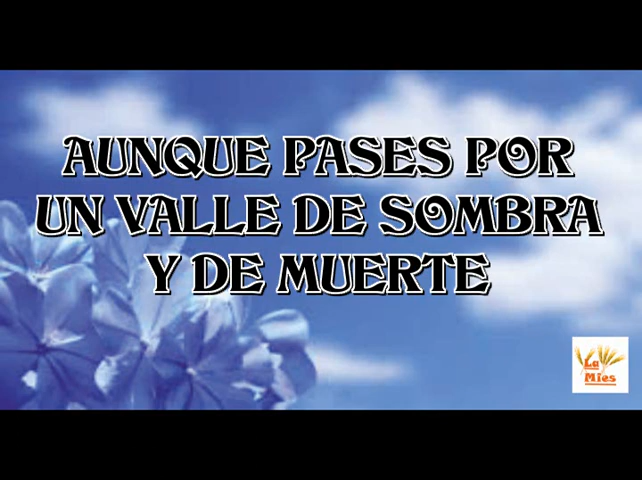 AUNQUE PASES POR
UN VALLE DE SOMBRA
Y DE MUERTE
La
Mies